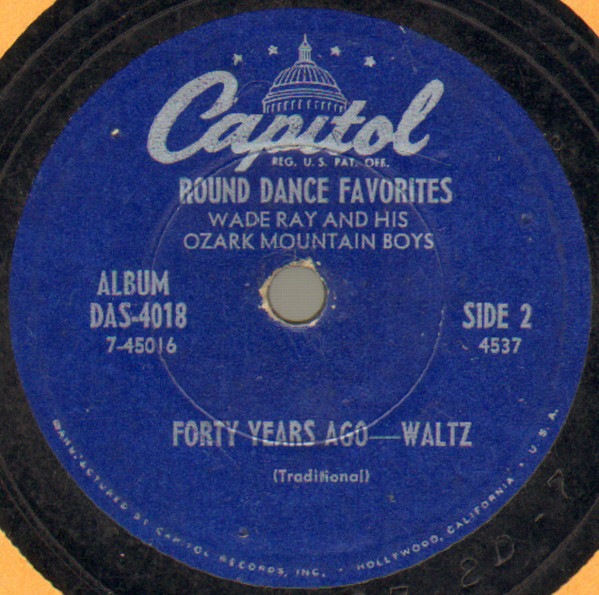 Capitol
REG. U.S. PAT. OFF.
ROUND DANCE FAVORITES
WADE RAY AND HIS
OZARK MOUNTAIN BOYS
ALBUM
DAS-4018
7-45016
SIDE 2
4537
FORTY YEARS AGO—WALTZ
(Traditional)
MANUFACTURED BY CAPITOL RECORDS, INC. • HOLLYWOOD, CALIFORNIA • U.S.A.